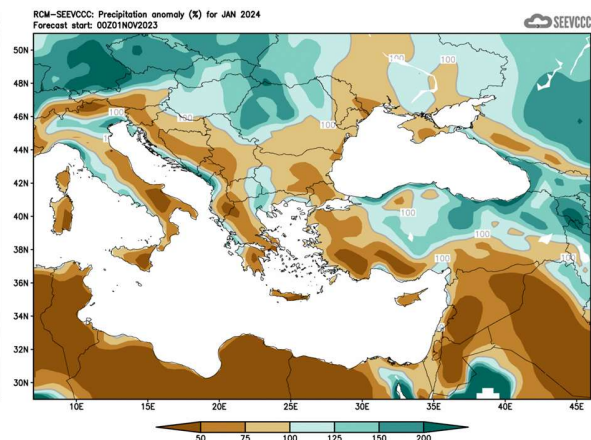 RCM-SEEVCCC: Precipitation anomaly (%) for JAN 2024
Forecast start: 00Z01NOV2023
SEEVCCC
50N
48N
46N
44N
42N
40N
38N
36N
34N
32N
30N
100
100
100
100
100
100
100
100
100
10E
15E
20E
25E
30E
35E
40E
45E
50
75
100
125
150
200